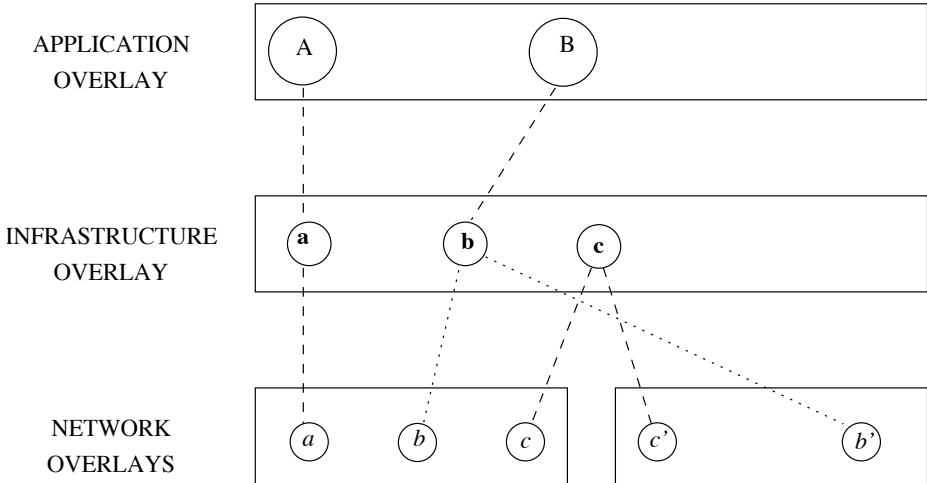 APPLICATION
OVERLAY
A
B
INFRASTRUCTURE
OVERLAY
a
b
c
NETWORK
OVERLAYS
a
b
c
c'
b'